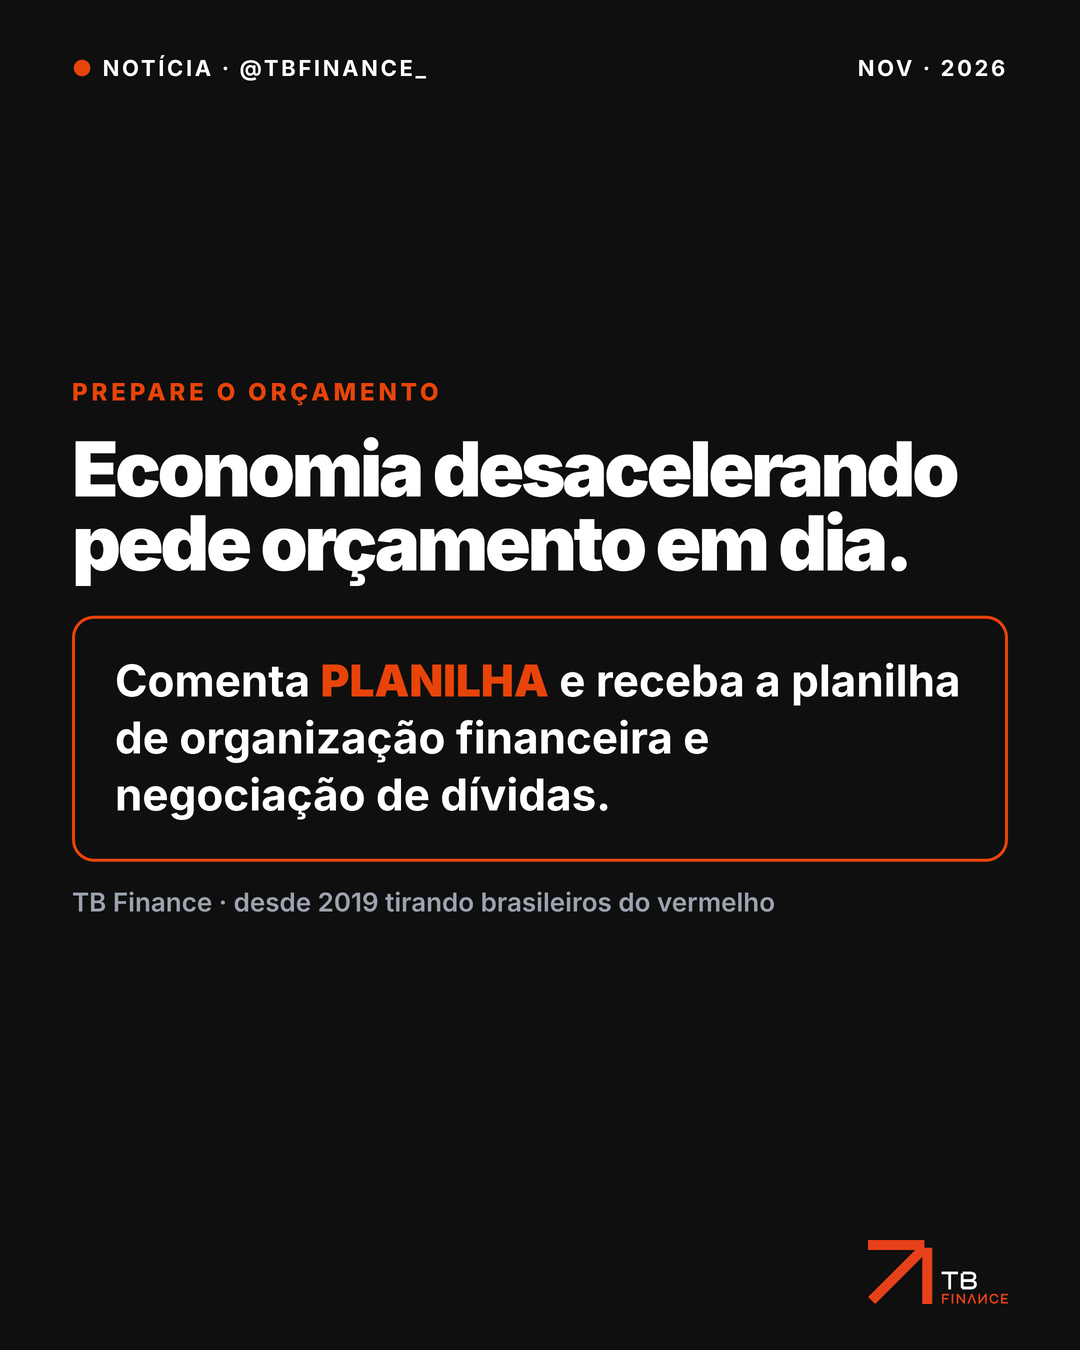 NOTÍCIA · @TBFINANCE_
NOV · 2026
PREPARE O ORÇAMENTO
Economia desacelerando
pede orçamento em dia.
Comenta PLANILHA e receba a planilha
de organização financeira e
negociação de dívidas.
TB Finance · desde 2019 tirando brasileiros do vermelho
TB
FINANCE